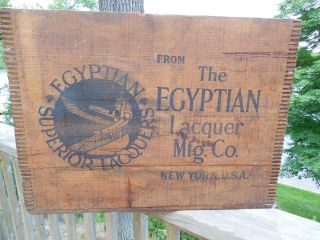 EGYPTIAN
SUPERIOR LACQUERS
FROM
The
EGYPTIAN
Lacquer
Mfg. Co.
NEW YORK. U.S.A.